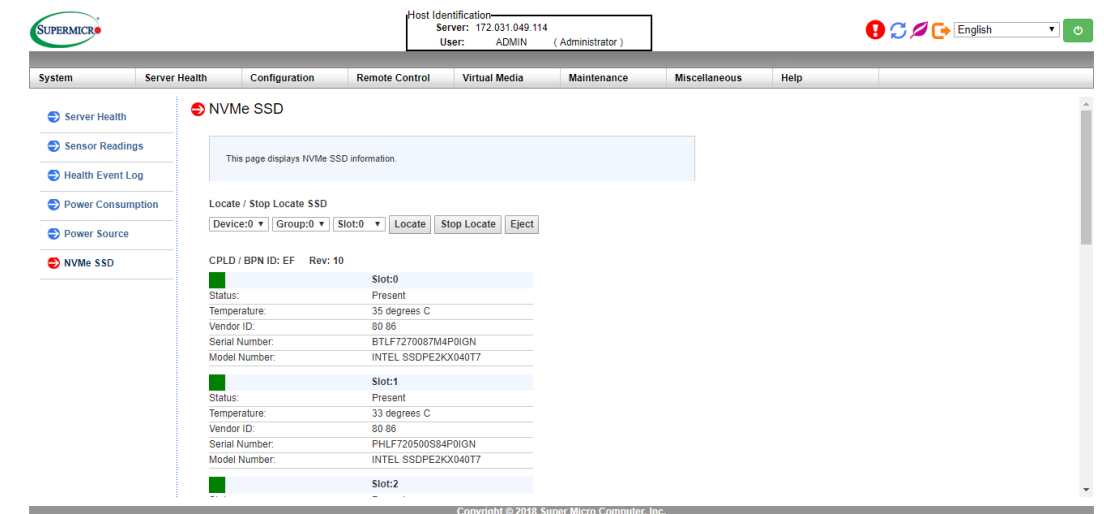 SUPERMICR
Host Identification
Server: 172.031.049.114
User: ADMIN ( Administrator )
English
System Server Health Configuration Remote Control Virtual Media Maintenance Miscellaneous Help
Server Health
Sensor Readings
Health Event Log
Power Consumption
Power Source
NVMe SSD
NVMe SSD
This page displays NVMe SSD information.
Locate / Stop Locate SSD
Device:0 Group:0 Slot:0 Locate Stop Locate Eject
CPLD / BPN ID: EF Rev: 10
Slot:0
Status: Present
Temperature: 35 degrees C
Vendor ID: 80 86
Serial Number: BTLF7270087M4P0IGN
Model Number: INTEL SSDPE2KX040T7
Slot:1
Status: Present
Temperature: 33 degrees C
Vendor ID: 80 86
Serial Number: PHLF720500S84P0IGN
Model Number: INTEL SSDPE2KX040T7
Slot:2
Copyright © 2018 Super Micro Computer, Inc.